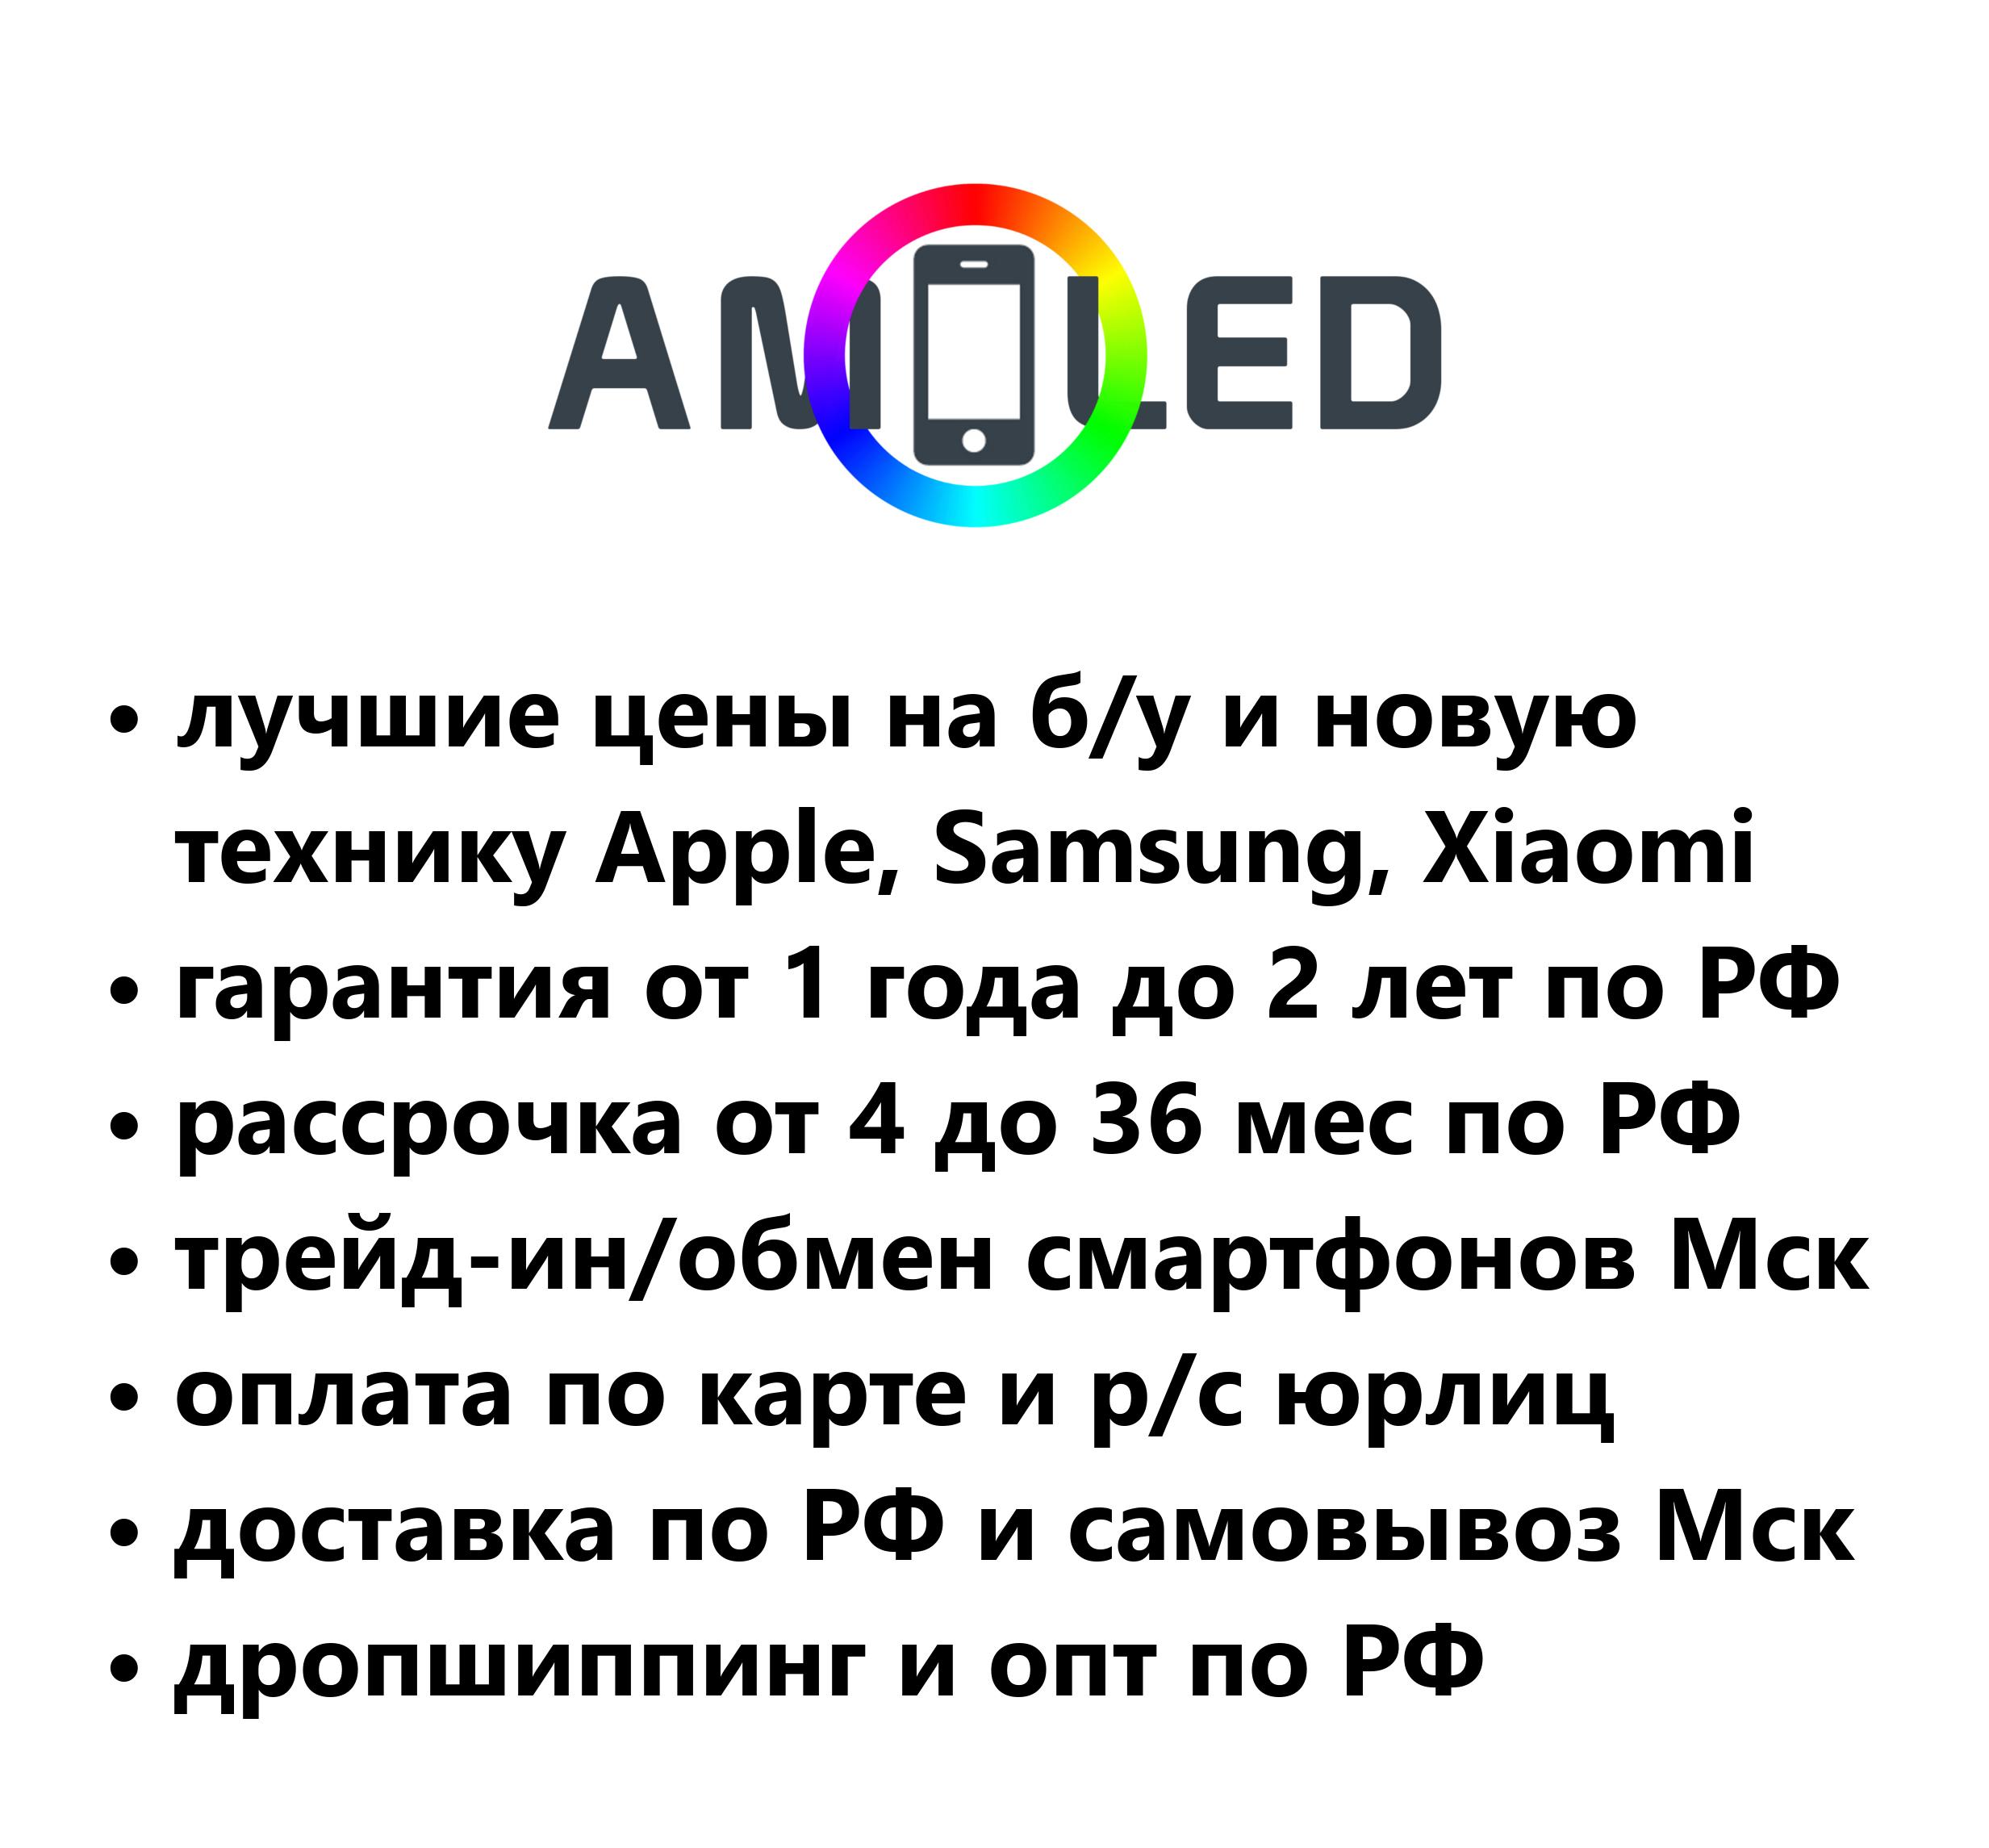 AMOLED
• лучшие цены на б/у и новую
технику Apple, Samsung, Xiaomi
• гарантия от 1 года до 2 лет по РФ
• рассрочка от 4 до 36 мес по РФ
• трейд-ин/обмен смартфонов Мск
• оплата по карте и р/с юрлиц
• доставка по РФ и самовывоз Мск
• дропшиппинг и опт по РФ